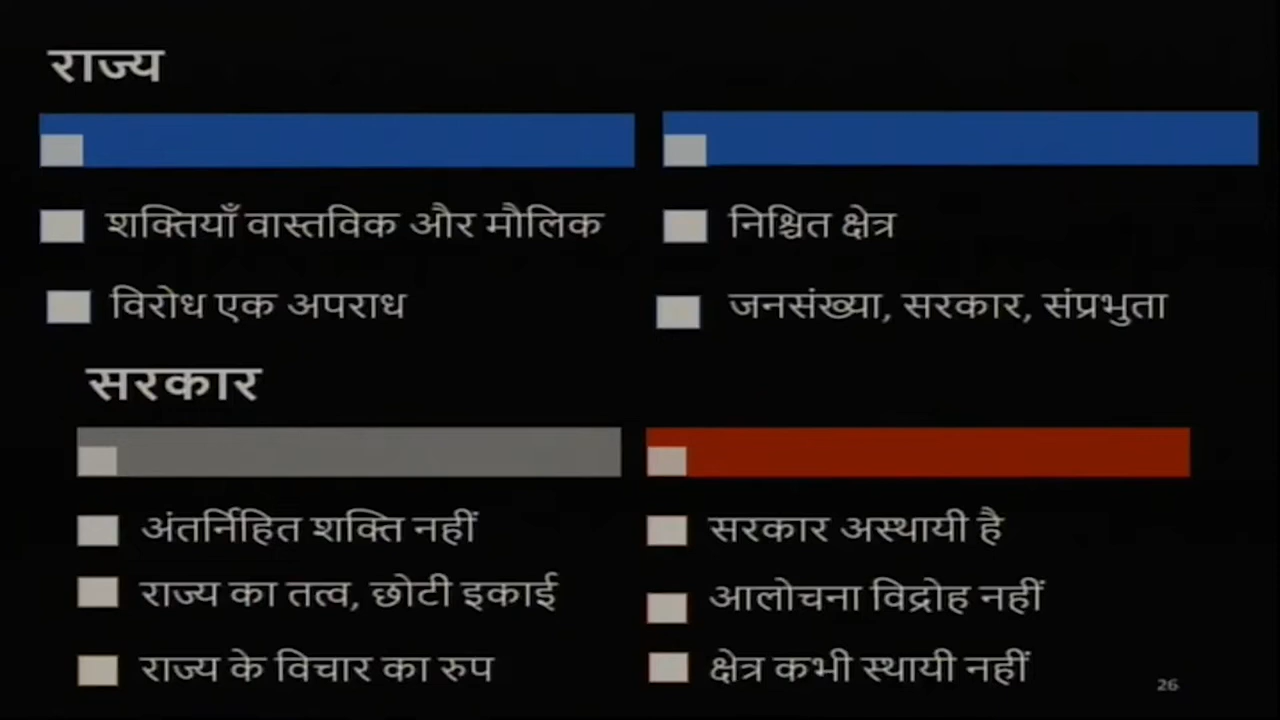 राज्य
शक्तियाँ वास्तविक और मौलिक
निश्चित क्षेत्र
विरोध एक अपराध
जनसंख्या, सरकार, संप्रभुता
सरकार
अंतर्निहित शक्ति नहीं
सरकार अस्थायी है
राज्य का तत्व, छोटी इकाई
आलोचना विद्रोह नहीं
राज्य के विचार का रुप
क्षेत्र कभी स्थायी नहीं
26